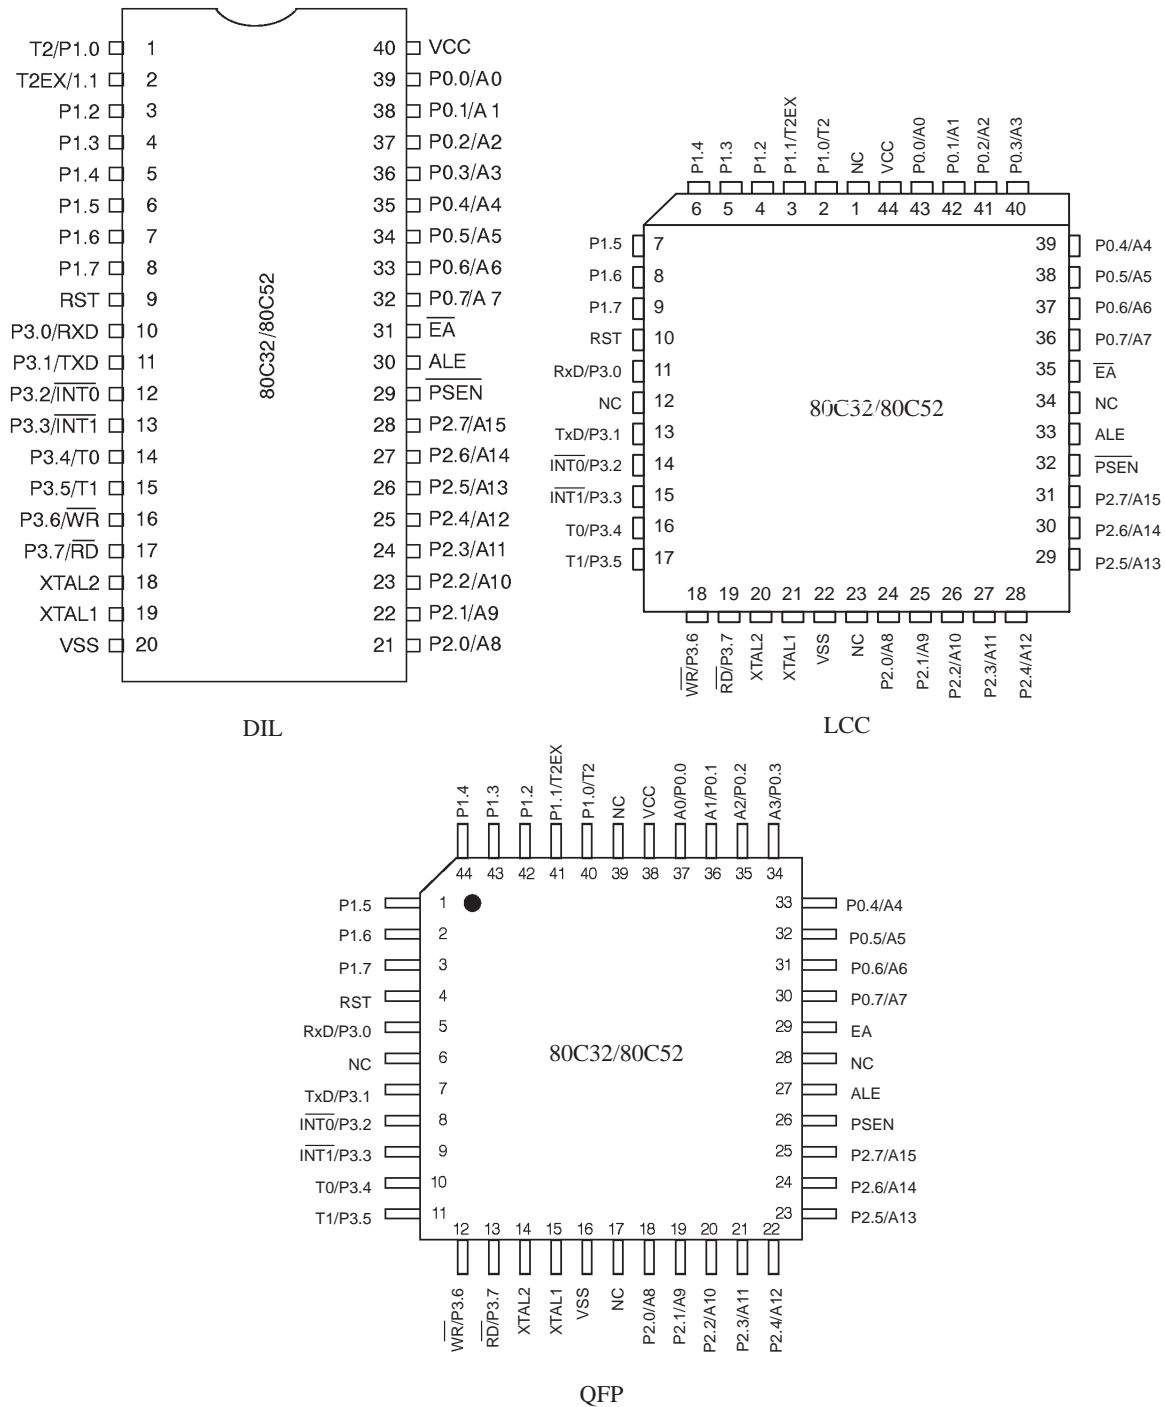 T2/P1.0 1 40 VCC
T2EX/1.1 2 39 P0.0/A0
P1.2 3 38 P0.1/A 1
P1.3 4 37 P0.2/A2
P1.4 5 36 P0.3/A3
P1.5 6 35 P0.4/A4
P1.6 7 34 P0.5/A5
P1.7 8 33 P0.6/A6
RST 9 32 P0.7/A 7
P3.0/RXD 10 31 EA
P3.1/TXD 11 30 ALE
P3.2/INT0 12 29 PSEN
P3.3/INT1 13 28 P2.7/A15
P3.4/T0 14 27 P2.6/A14
P3.5/T1 15 26 P2.5/A13
P3.6/WR 16 25 P2.4/A12
P3.7/RD 17 24 P2.3/A11
XTAL2 18 23 P2.2/A10
XTAL1 19 22 P2.1/A9
VSS 20 21 P2.0/A8
80C32/80C52
DIL
P1.4 P1.3 P1.2 P1.1/T2EX P1.0/T2 NC VCC P0.0/A0 P0.1/A1 P0.2/A2 P0.3/A3
6 5 4 3 2 1 44 43 42 41 40
P1.5 7 39 P0.4/A4
P1.6 8 38 P0.5/A5
P1.7 9 37 P0.6/A6
RST 10 36 P0.7/A7
RxD/P3.0 11 35 EA
NC 12 34 NC
80C32/80C52
TxD/P3.1 13 33 ALE
INT0/P3.2 14 32 PSEN
INT1/P3.3 15 31 P2.7/A15
T0/P3.4 16 30 P2.6/A14
T1/P3.5 17 29 P2.5/A13
18 19 20 21 22 23 24 25 26 27 28
WR/P3.6 RD/P3.7 XTAL2 XTAL1 VSS NC P2.0/A8 P2.1/A9 P2.2/A10 P2.3/A11 P2.4/A12
LCC
P1.4 P1.3 P1.2 P1.1/T2EX P1.0/T2 NC VCC A0/P0.0 A1/P0.1 A2/P0.2 A3/P0.3
44 43 42 41 40 39 38 37 36 35 34
P1.5 1 33 P0.4/A4
P1.6 2 32 P0.5/A5
P1.7 3 31 P0.6/A6
RST 4 30 P0.7/A7
RxD/P3.0 5 29 EA
80C32/80C52
NC 6 28 NC
TxD/P3.1 7 27 ALE
INT0/P3.2 8 26 PSEN
INT1/P3.3 9 25 P2.7/A15
T0/P3.4 10 24 P2.6/A14
T1/P3.5 11 23 P2.5/A13
12 13 14 15 16 17 18 19 20 21 22
WR/P3.6 RD/P3.7 XTAL2 XTAL1 VSS NC P2.0/A8 P2.1/A9 P2.2/A10 P2.3/A11 P2.4/A12
QFP